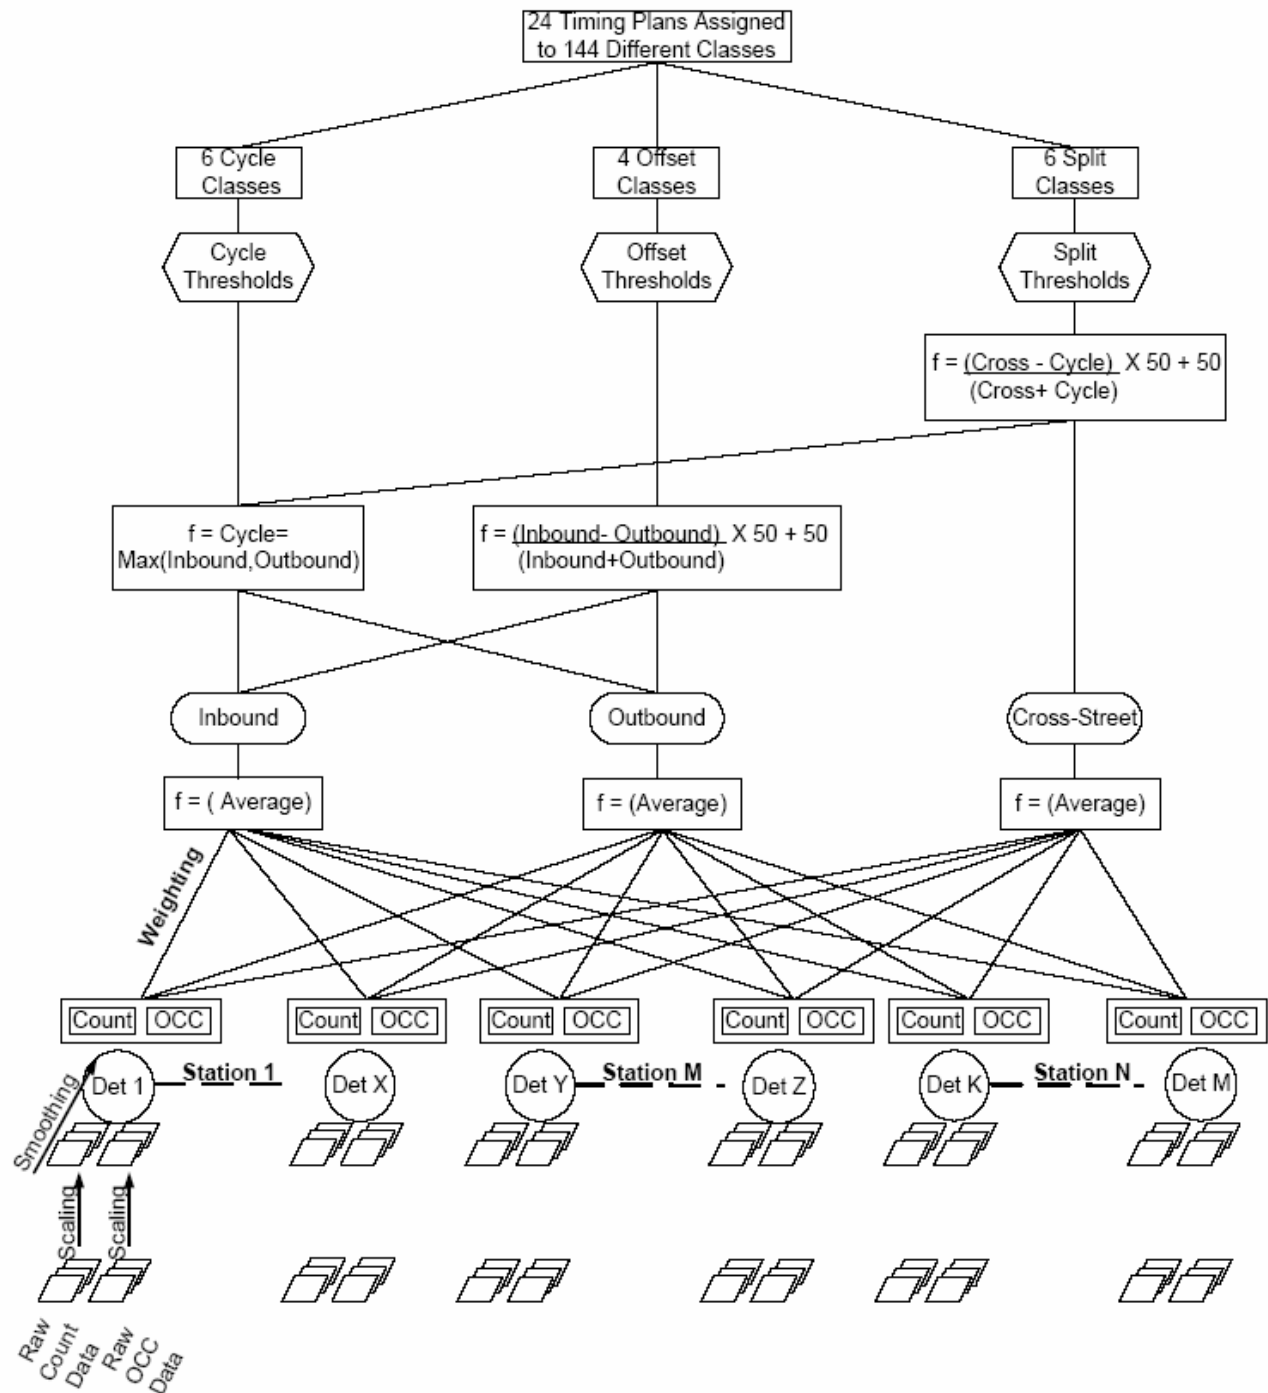 24 Timing Plans Assigned
to 144 Different Classes
6 Cycle
Classes
4 Offset
Classes
6 Split
Classes
Cycle
Thresholds
Offset
Thresholds
Split
Thresholds
f = (Cross - Cycle) X 50 + 50
(Cross+ Cycle)
f = Cycle=
Max(Inbound,Outbound)
f = (Inbound- Outbound) X 50 + 50
(Inbound+Outbound)
Inbound
Outbound
Cross-Street
f = ( Average)
f = (Average)
f = (Average)
Weighting
Count OCC
Count OCC
Count OCC
Count OCC
Count OCC
Count OCC
Det 1
Station 1
Det X
Det Y
Station M
Det Z
Det K
Station N
Det M
Smoothing
Scaling
Scaling
Raw
Count
Data
Raw
OCC
Data